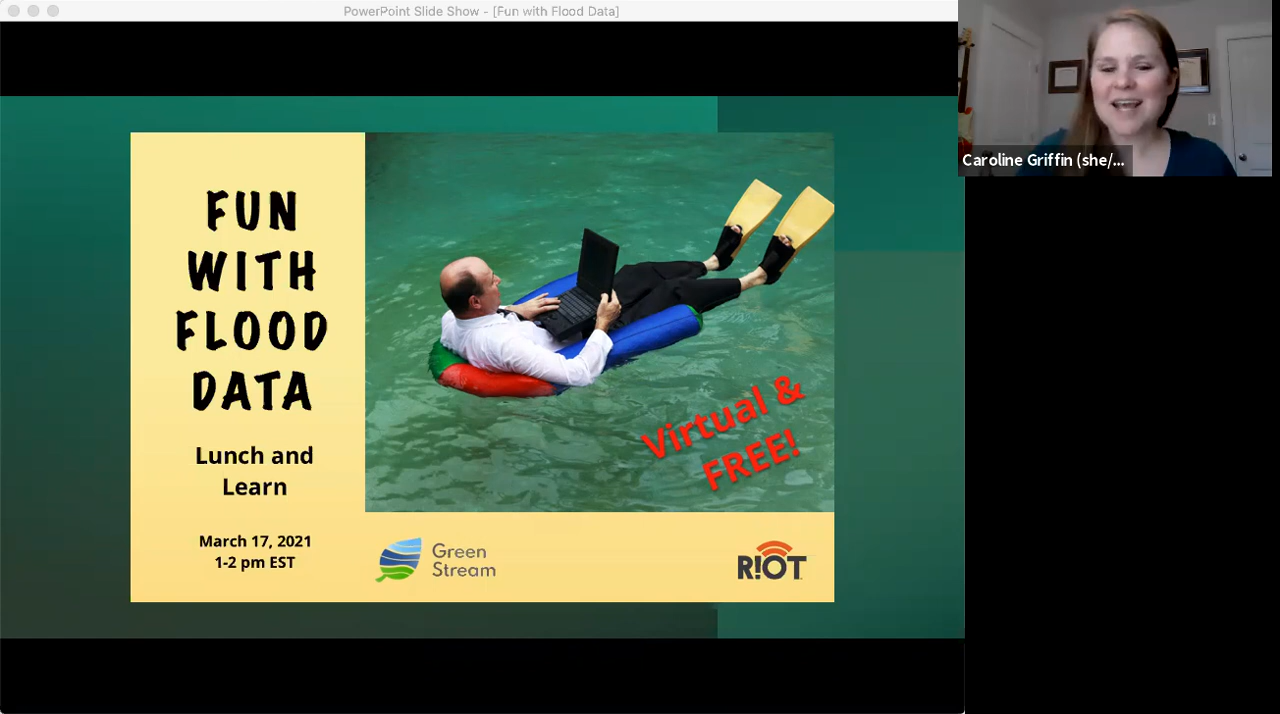 PowerPoint Slide Show - [Fun with Flood Data]
Caroline Griffin (she/...
FUN
WITH
FLOOD
DATA
Lunch and
Learn
March 17, 2021
1-2 pm EST
Virtual &
FREE!
Green
Stream
R!OT